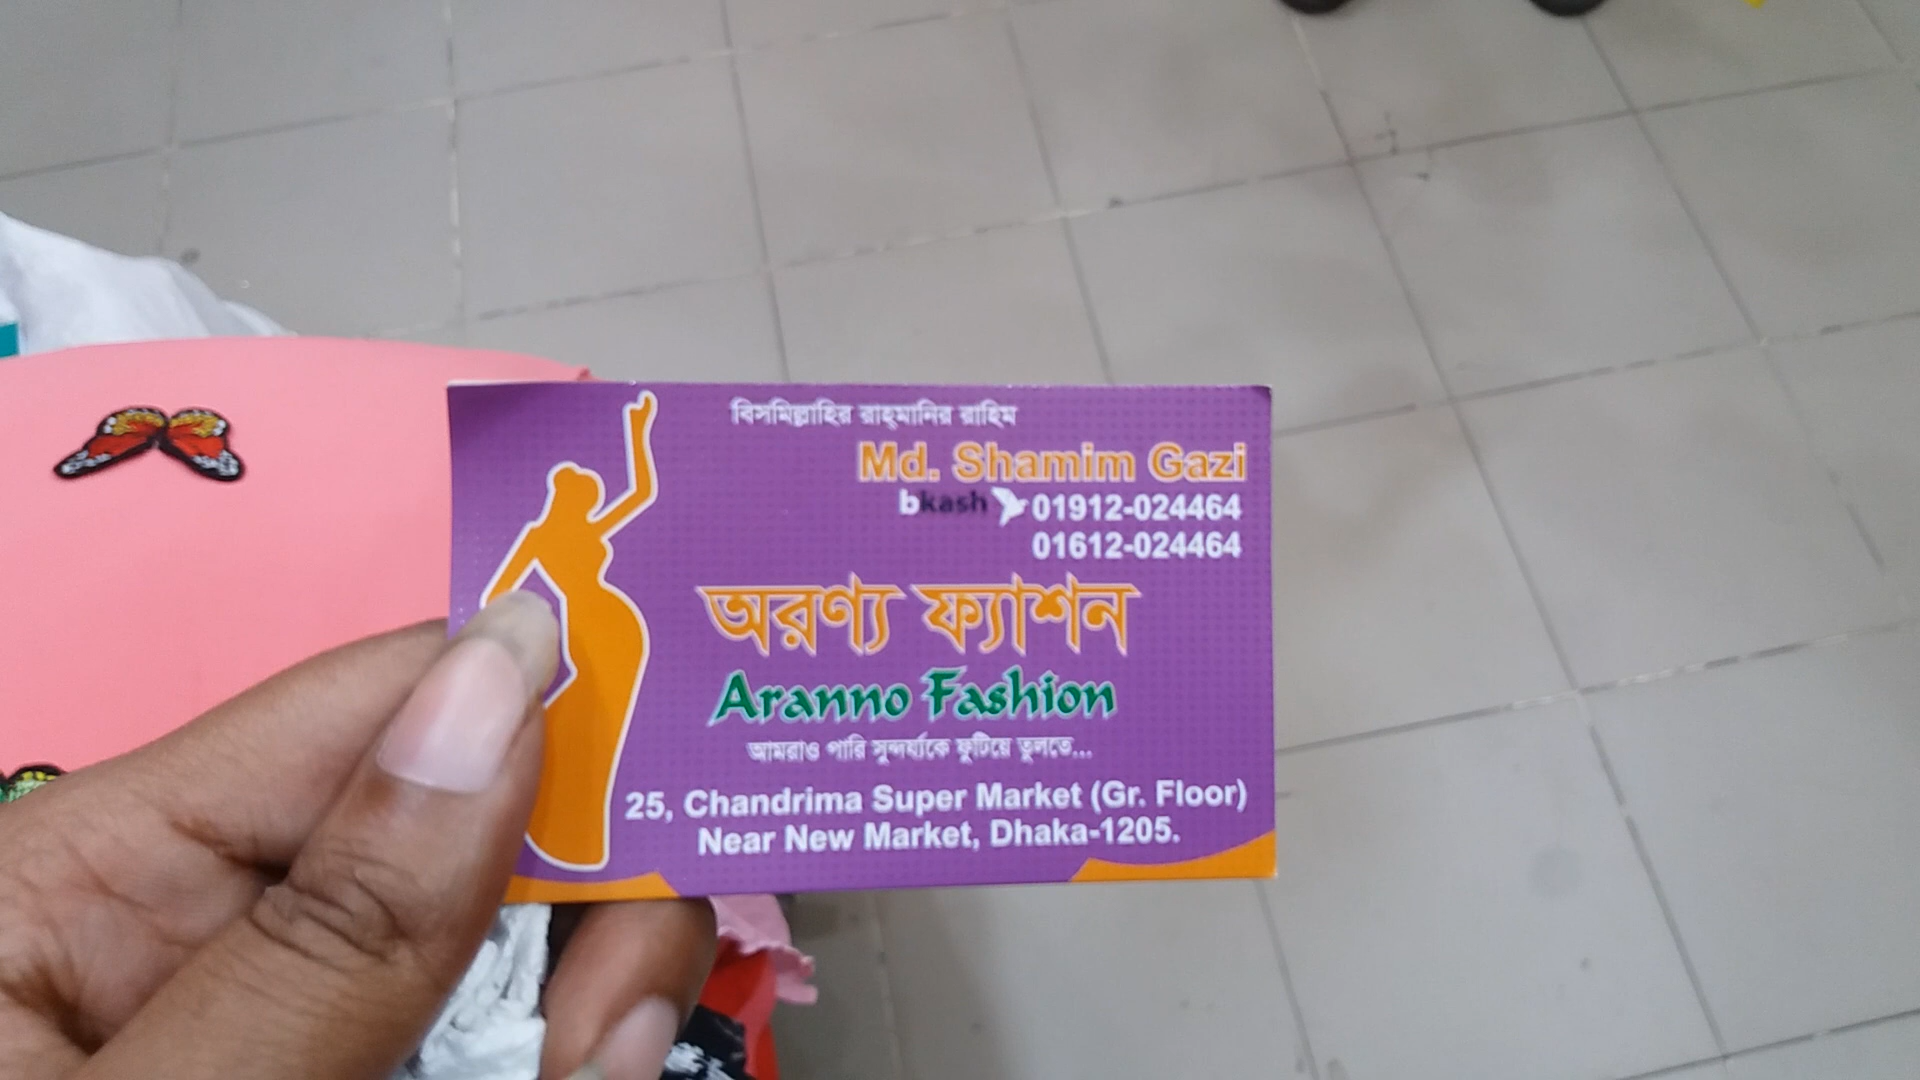 বিসমিল্লাহির রাহ্মানির রাহিম
Md. Shamim Gazi
bkash 01912-024464
01612-024464
অরণ্য ফ্যাশন
Aranno Fashion
আমরাও পারি সুন্দর্য্যকে ফুটিয়ে তুলতে...
25, Chandrima Super Market (Gr. Floor)
Near New Market, Dhaka-1205.